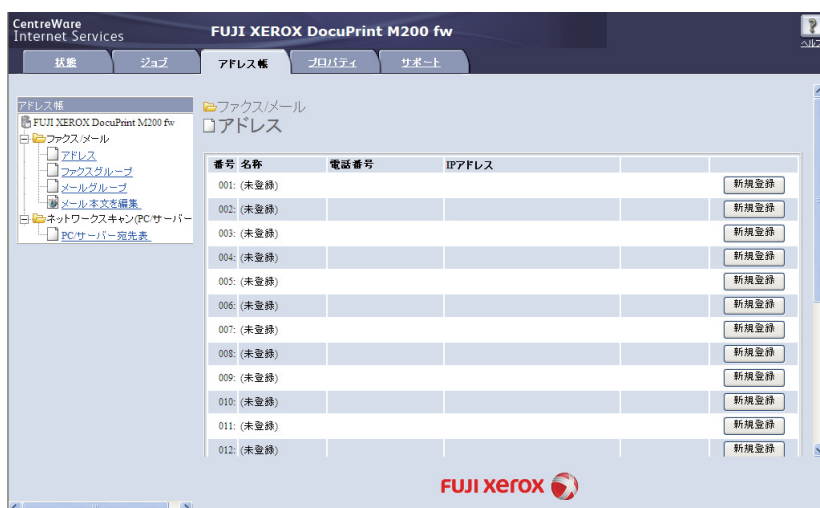 CentreWare
Internet Services
FUJI XEROX DocuPrint M200 fw
?
ヘルプ
状態
ジョブ
アドレス帳
プロパティ
サポート
アドレス帳
FUJI XEROX DocuPrint M200 fw
ファクス/メール
アドレス
ファクスグループ
メールグループ
メール本文を編集
ネットワークスキャン(PC/サーバー
PC/サーバー宛先表
ファクス/メール
アドレス
番号 名称 電話番号 IPアドレス
001: (未登録) 新規登録
002: (未登録) 新規登録
003: (未登録) 新規登録
004: (未登録) 新規登録
005: (未登録) 新規登録
006: (未登録) 新規登録
007: (未登録) 新規登録
008: (未登録) 新規登録
009: (未登録) 新規登録
010: (未登録) 新規登録
011: (未登録) 新規登録
012: (未登録) 新規登録
FUJI xerox